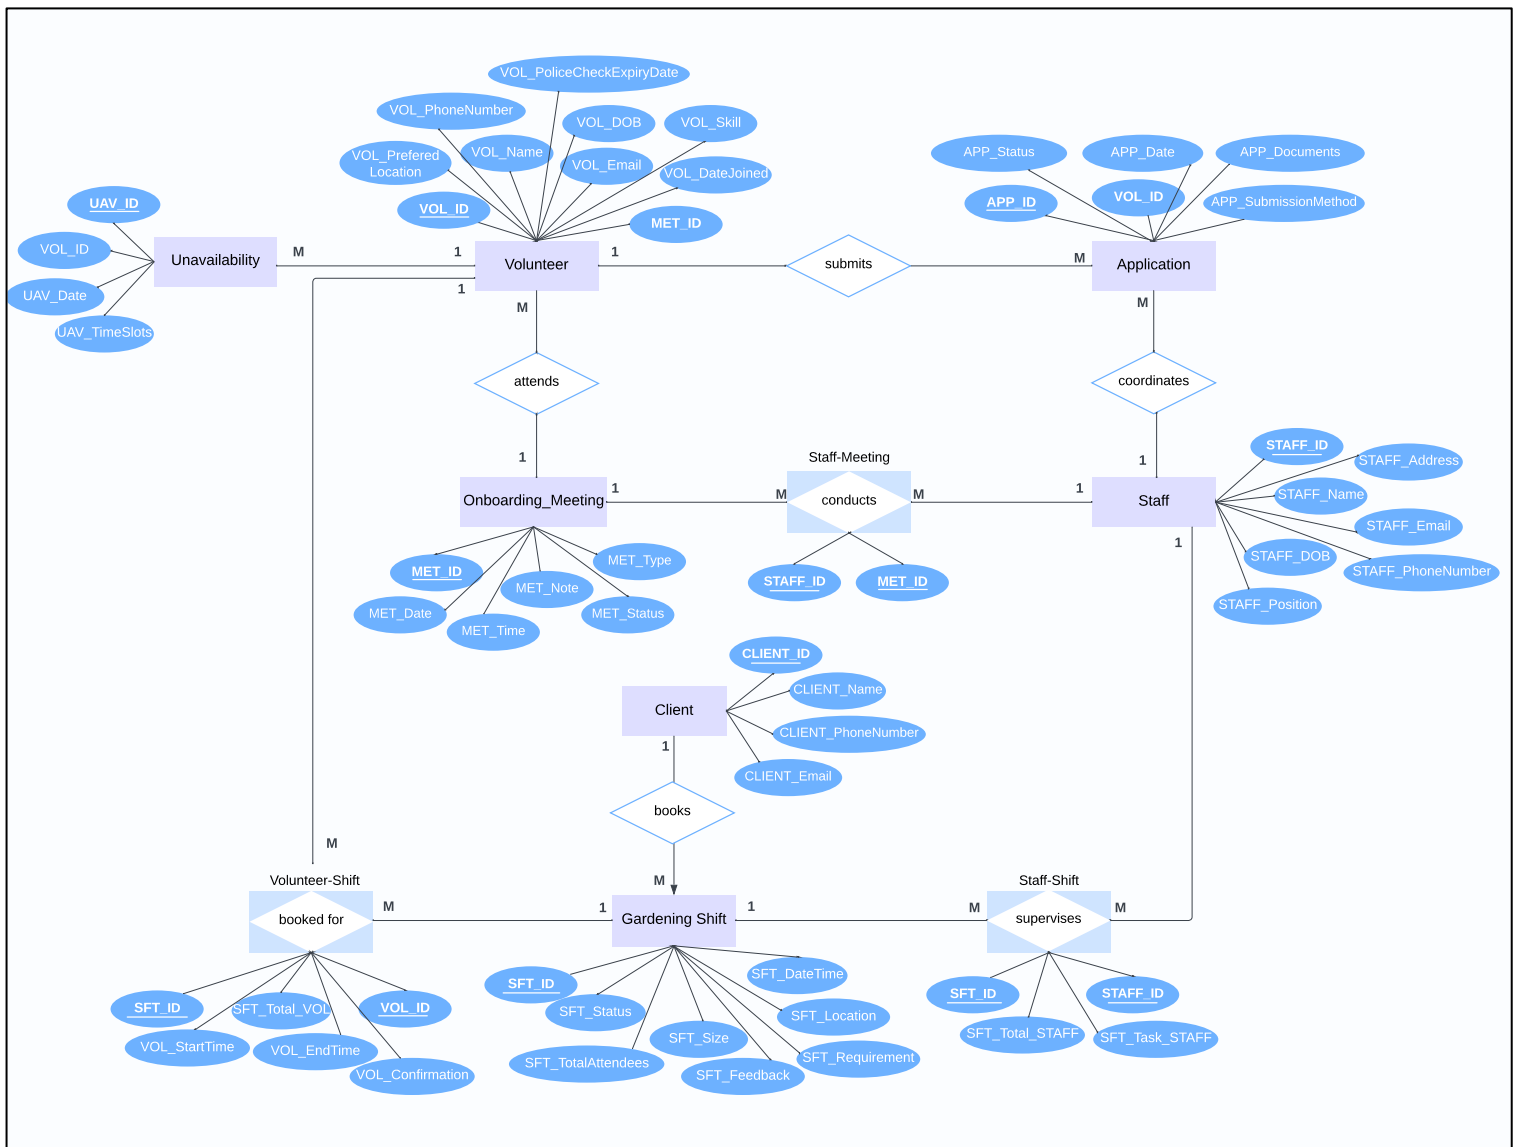 VOL_PoliceCheckExpiryDate
VOL_PhoneNumber
VOL_DOB
VOL_Skill
VOL_Prefered
Location
VOL_Name
VOL_Email
VOL_DateJoined
VOL_ID
MET_ID
APP_Status
APP_Date
APP_Documents
APP_ID
VOL_ID
APP_SubmissionMethod
UAV_ID
VOL_ID
UAV_Date
UAV_TimeSlots
Unavailability
M
1
Volunteer
1
submits
M
Application
1
M
M
attends
coordinates
1
1
Onboarding_Meeting
1
Staff-Meeting
M
conducts
M
1
Staff
1
STAFF_ID
STAFF_Address
STAFF_Name
STAFF_Email
STAFF_DOB
STAFF_PhoneNumber
STAFF_Position
MET_ID
MET_Type
MET_Note
MET_Date
MET_Status
MET_Time
STAFF_ID
MET_ID
CLIENT_ID
Client
CLIENT_Name
CLIENT_PhoneNumber
CLIENT_Email
1
books
M
M
Volunteer-Shift
booked for
M
1
Gardening Shift
1
M
Staff-Shift
supervises
M
SFT_ID
SFT_Total_VOL
VOL_ID
VOL_StartTime
VOL_EndTime
VOL_Confirmation
SFT_ID
SFT_DateTime
SFT_Status
SFT_Location
SFT_Size
SFT_TotalAttendees
SFT_Requirement
SFT_Feedback
SFT_ID
STAFF_ID
SFT_Total_STAFF
SFT_Task_STAFF